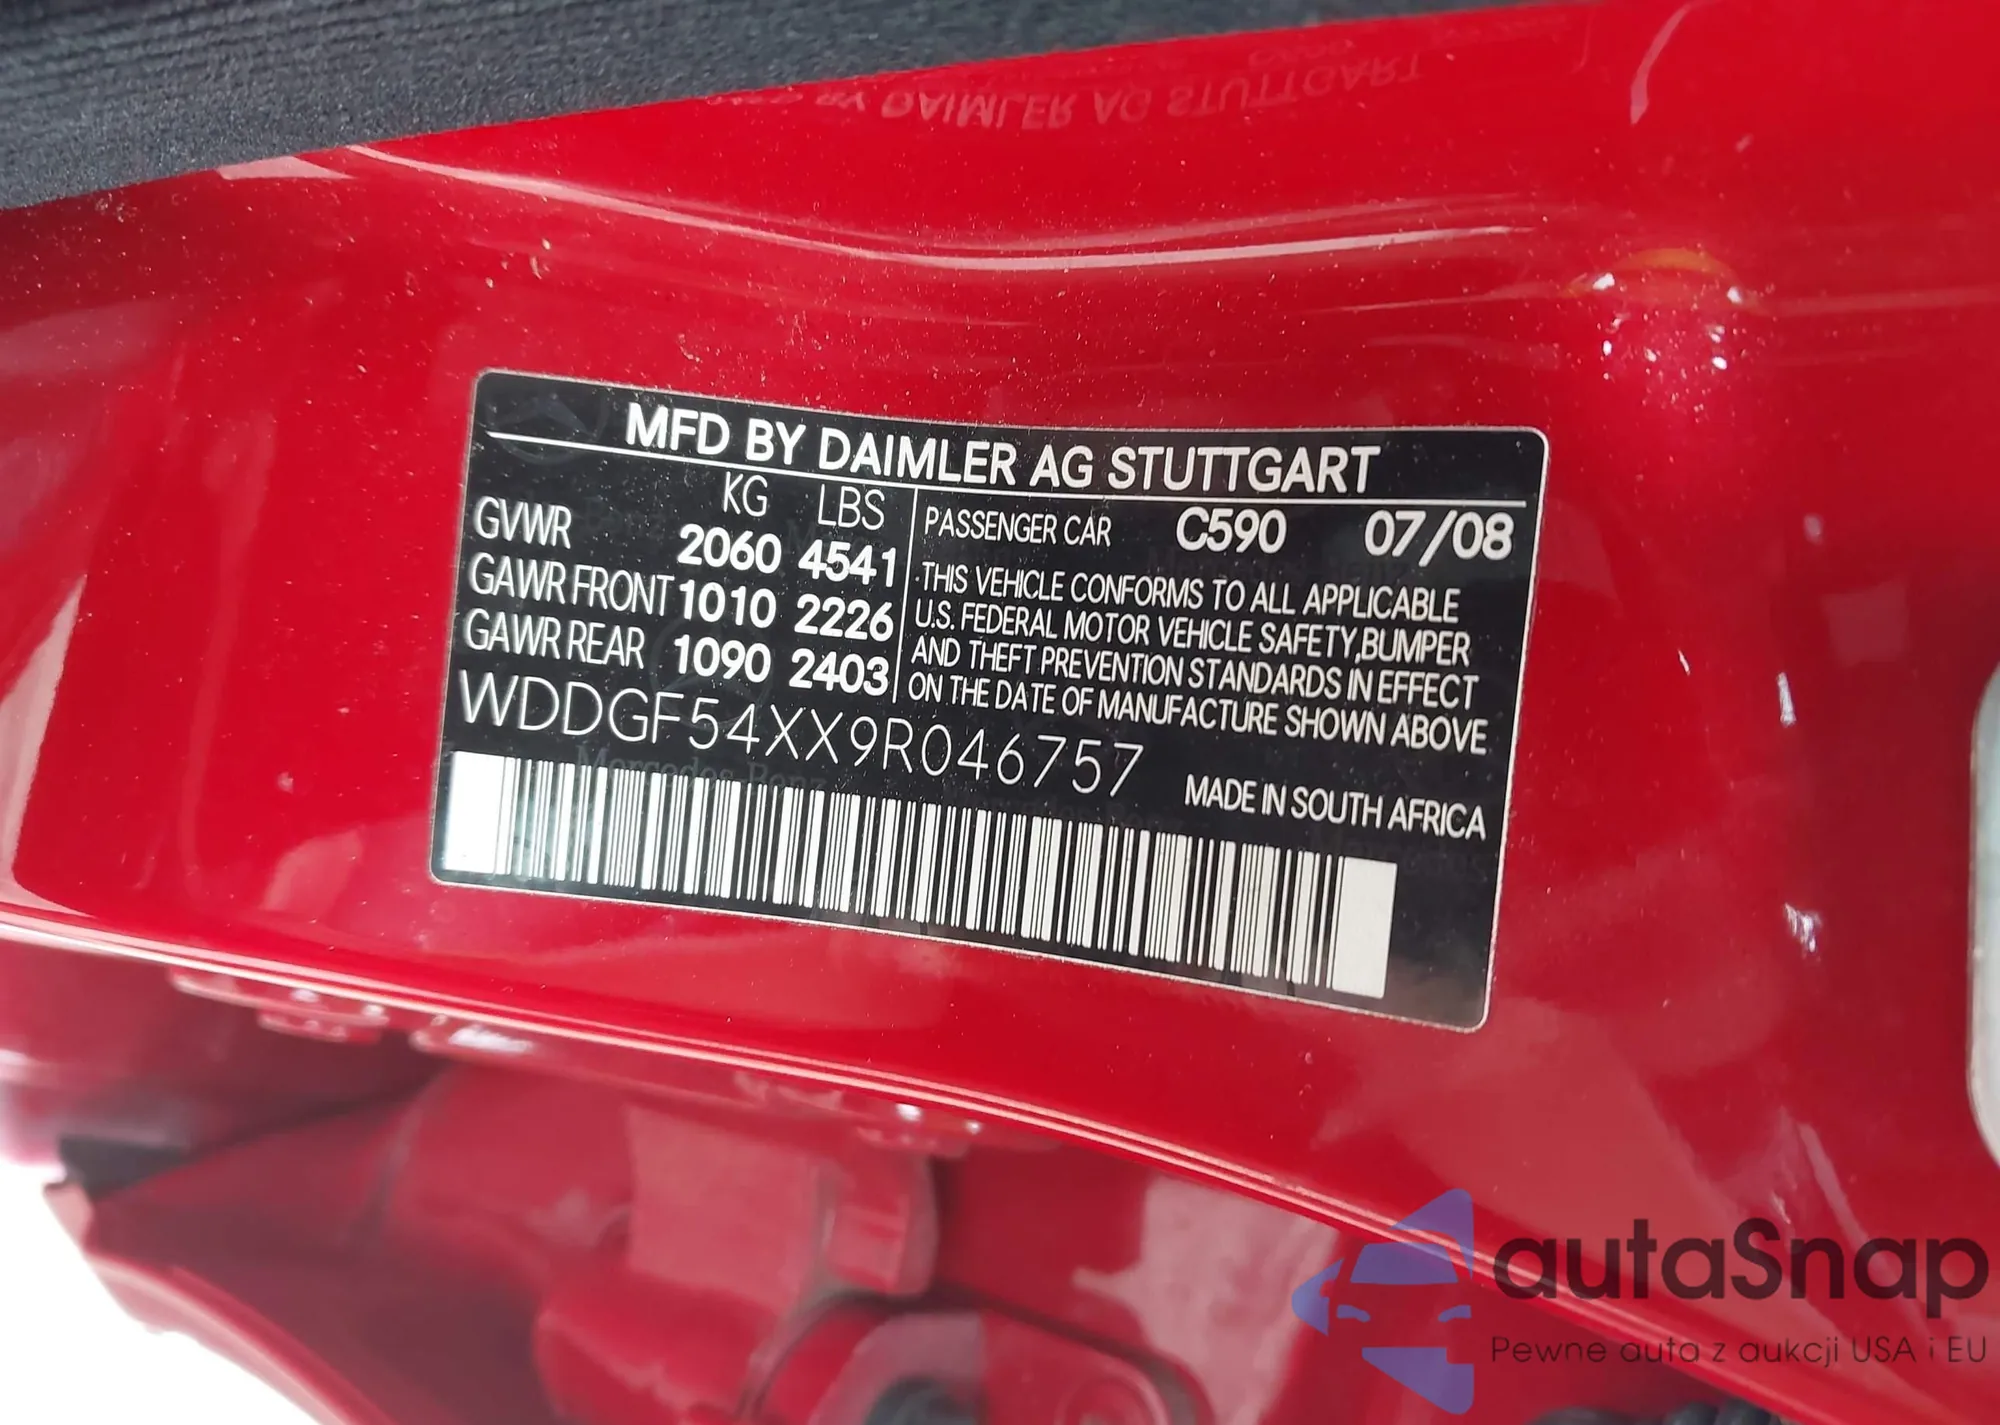 MFD BY DAIMLER AG STUTTGART
KG LBS
GVWR 2060 4541
GAWR FRONT 1010 2226
GAWR REAR 1090 2403
PASSENGER CAR C590 07/08
THIS VEHICLE CONFORMS TO ALL APPLICABLE
U.S. FEDERAL MOTOR VEHICLE SAFETY,BUMPER
AND THEFT PREVENTION STANDARDS IN EFFECT
ON THE DATE OF MANUFACTURE SHOWN ABOVE
WDDGF54XX9R046757
Mercedes-Benz
MADE IN SOUTH AFRICA
autaSnap
Pewne auta z aukcji USA i EU